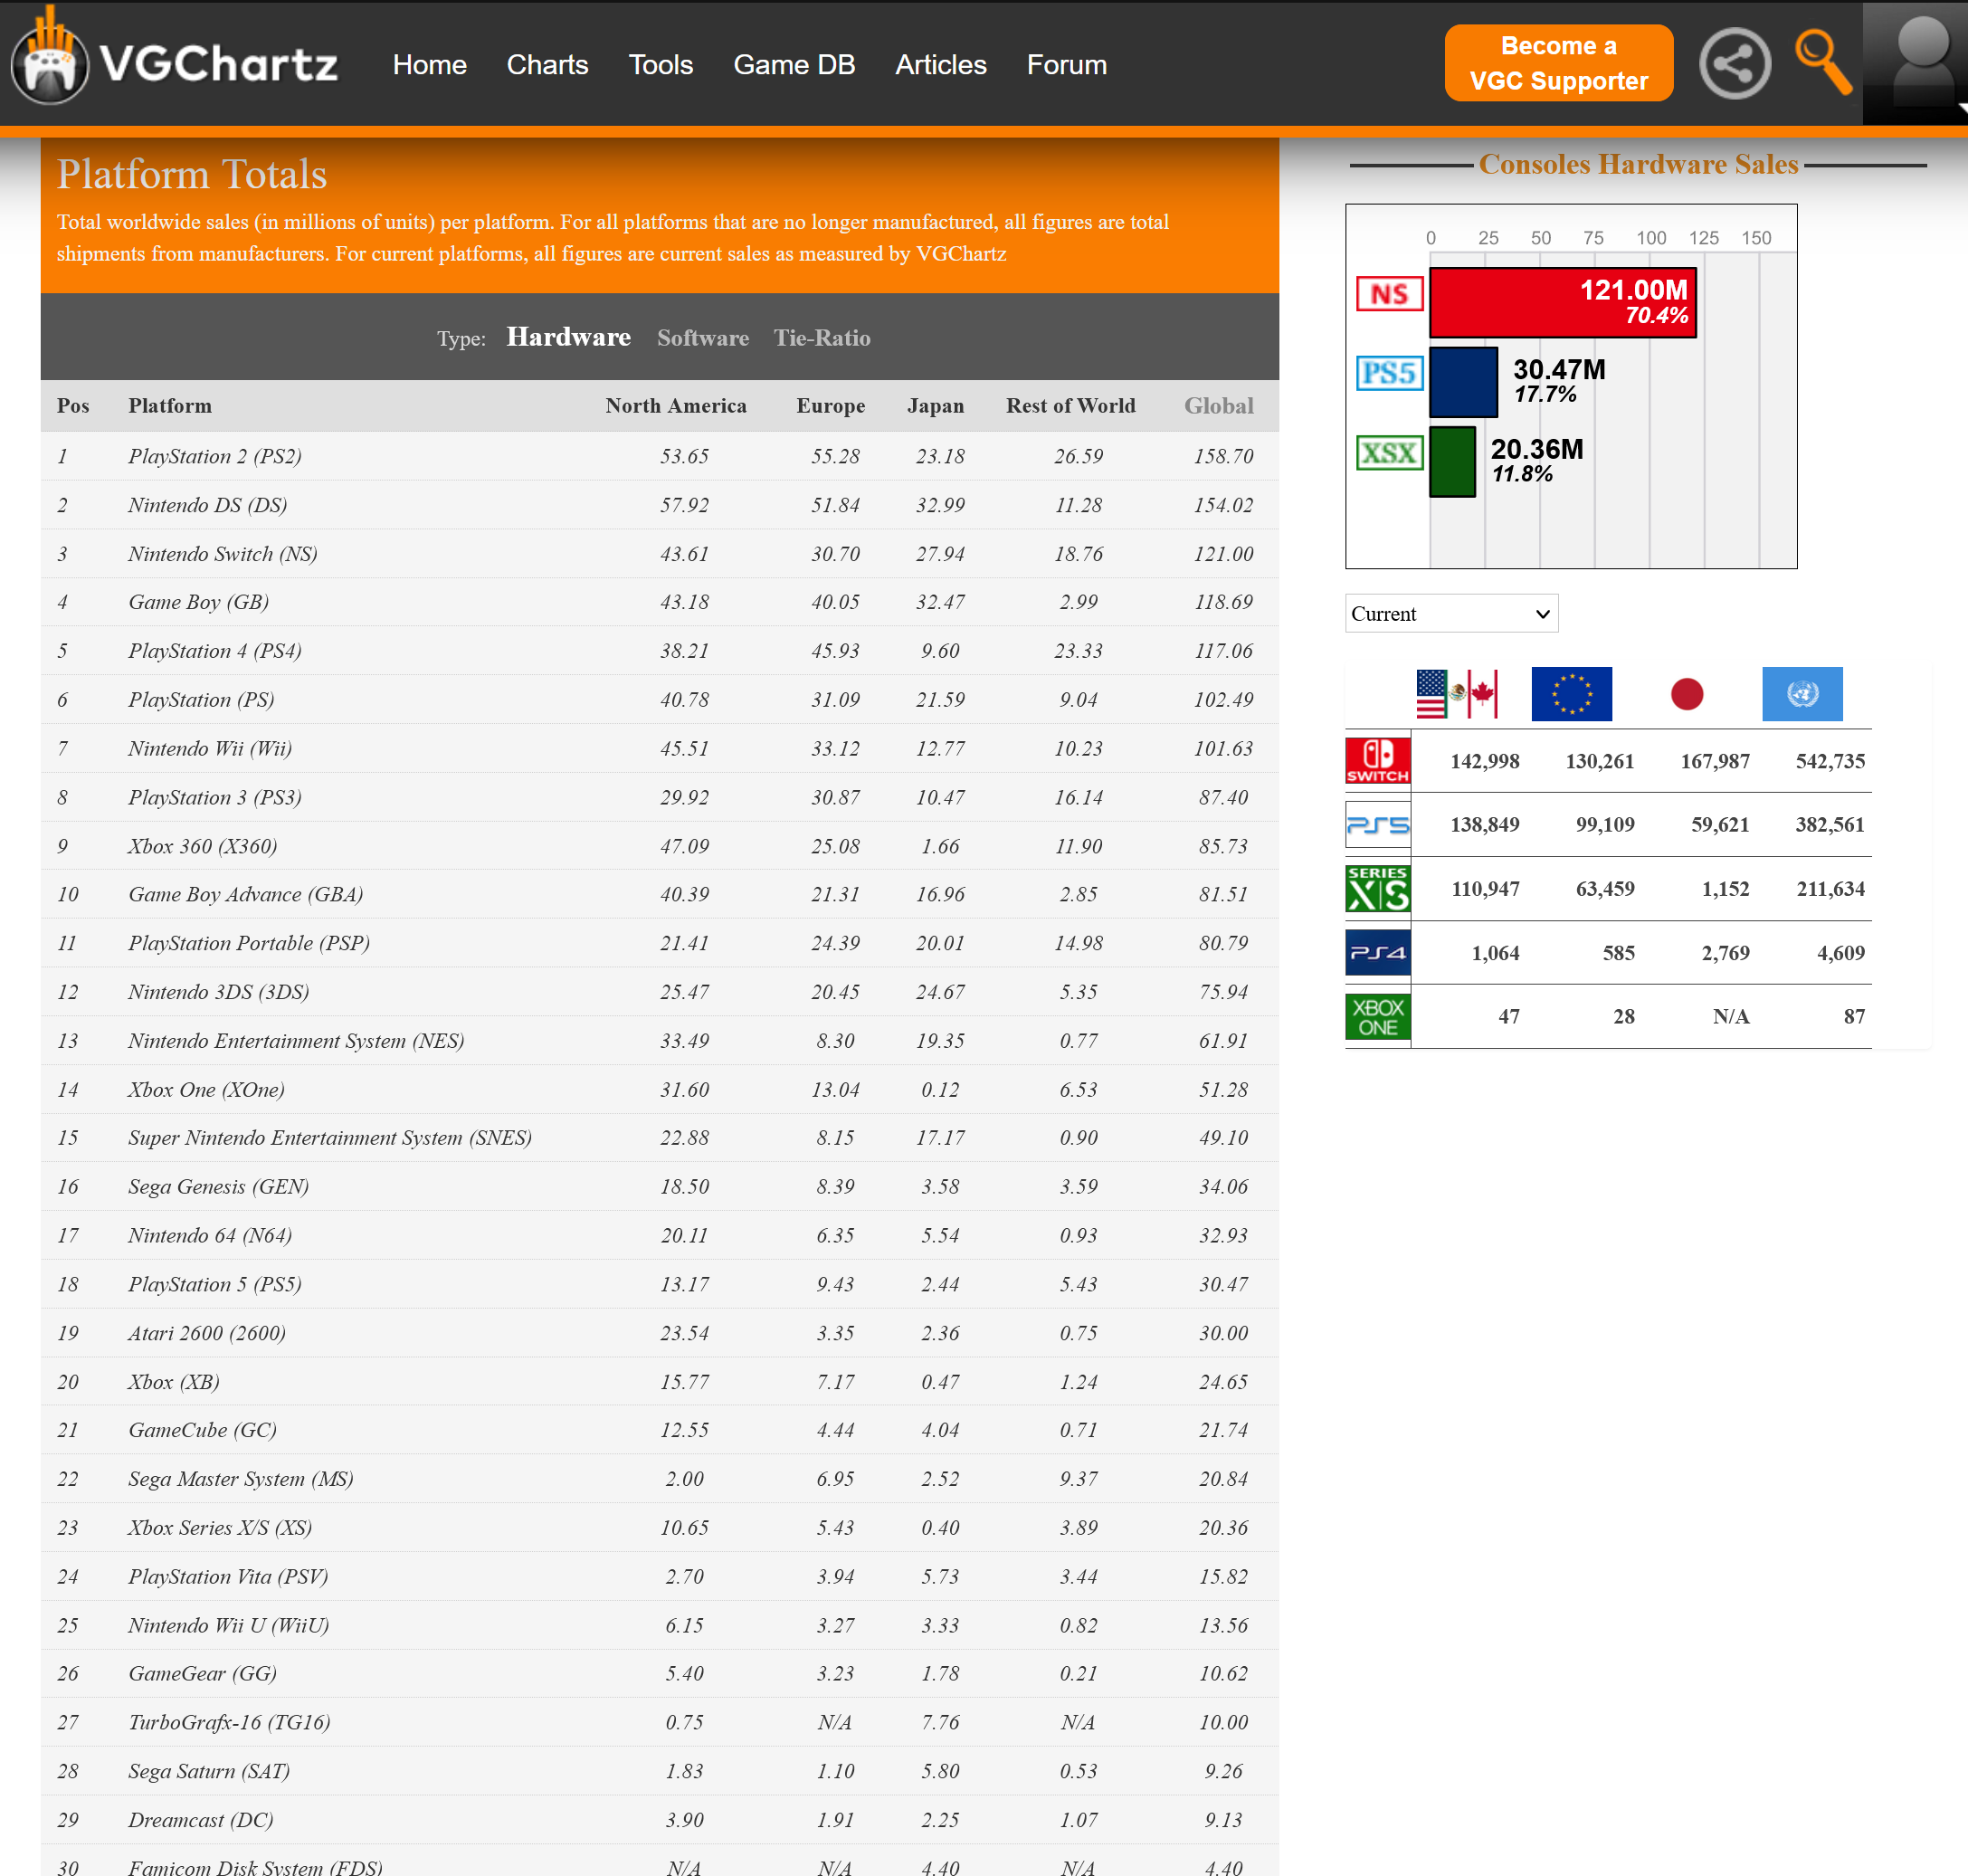 VGChartz
Home Charts Tools Game DB Articles Forum
Become a
VGC Supporter
Platform Totals
Total worldwide sales (in millions of units) per platform. For all platforms that are no longer manufactured, all figures are total
shipments from manufacturers. For current platforms, all figures are current sales as measured by VGChartz
Type: Hardware Software Tie-Ratio
Pos Platform North America Europe Japan Rest of World Global
1 PlayStation 2 (PS2) 53.65 55.28 23.18 26.59 158.70
2 Nintendo DS (DS) 57.92 51.84 32.99 11.28 154.02
3 Nintendo Switch (NS) 43.61 30.70 27.94 18.76 121.00
4 Game Boy (GB) 43.18 40.05 32.47 2.99 118.69
5 PlayStation 4 (PS4) 38.21 45.93 9.60 23.33 117.06
6 PlayStation (PS) 40.78 31.09 21.59 9.04 102.49
7 Nintendo Wii (Wii) 45.51 33.12 12.77 10.23 101.63
8 PlayStation 3 (PS3) 29.92 30.87 10.47 16.14 87.40
9 Xbox 360 (X360) 47.09 25.08 1.66 11.90 85.73
10 Game Boy Advance (GBA) 40.39 21.31 16.96 2.85 81.51
11 PlayStation Portable (PSP) 21.41 24.39 20.01 14.98 80.79
12 Nintendo 3DS (3DS) 25.47 20.45 24.67 5.35 75.94
13 Nintendo Entertainment System (NES) 33.49 8.30 19.35 0.77 61.91
14 Xbox One (XOne) 31.60 13.04 0.12 6.53 51.28
15 Super Nintendo Entertainment System (SNES) 22.88 8.15 17.17 0.90 49.10
16 Sega Genesis (GEN) 18.50 8.39 3.58 3.59 34.06
17 Nintendo 64 (N64) 20.11 6.35 5.54 0.93 32.93
18 PlayStation 5 (PS5) 13.17 9.43 2.44 5.43 30.47
19 Atari 2600 (2600) 23.54 3.35 2.36 0.75 30.00
20 Xbox (XB) 15.77 7.17 0.47 1.24 24.65
21 GameCube (GC) 12.55 4.44 4.04 0.71 21.74
22 Sega Master System (MS) 2.00 6.95 2.52 9.37 20.84
23 Xbox Series X/S (XS) 10.65 5.43 0.40 3.89 20.36
24 PlayStation Vita (PSV) 2.70 3.94 5.73 3.44 15.82
25 Nintendo Wii U (WiiU) 6.15 3.27 3.33 0.82 13.56
26 GameGear (GG) 5.40 3.23 1.78 0.21 10.62
27 TurboGrafx-16 (TG16) 0.75 N/A 7.76 N/A 10.00
28 Sega Saturn (SAT) 1.83 1.10 5.80 0.53 9.26
29 Dreamcast (DC) 3.90 1.91 2.25 1.07 9.13
30 Famicom Disk System (FDS) N/A N/A 4.40 N/A 4.40
Consoles Hardware Sales
0 25 50 75 100 125 150
NS 121.00M
70.4%
PS5 30.47M
17.7%
XSX 20.36M
11.8%
Current
SWITCH 142,998 130,261 167,987 542,735
PS5 138,849 99,109 59,621 382,561
SERIES
X|S 110,947 63,459 1,152 211,634
PS4 1,064 585 2,769 4,609
XBOX
ONE 47 28 N/A 87